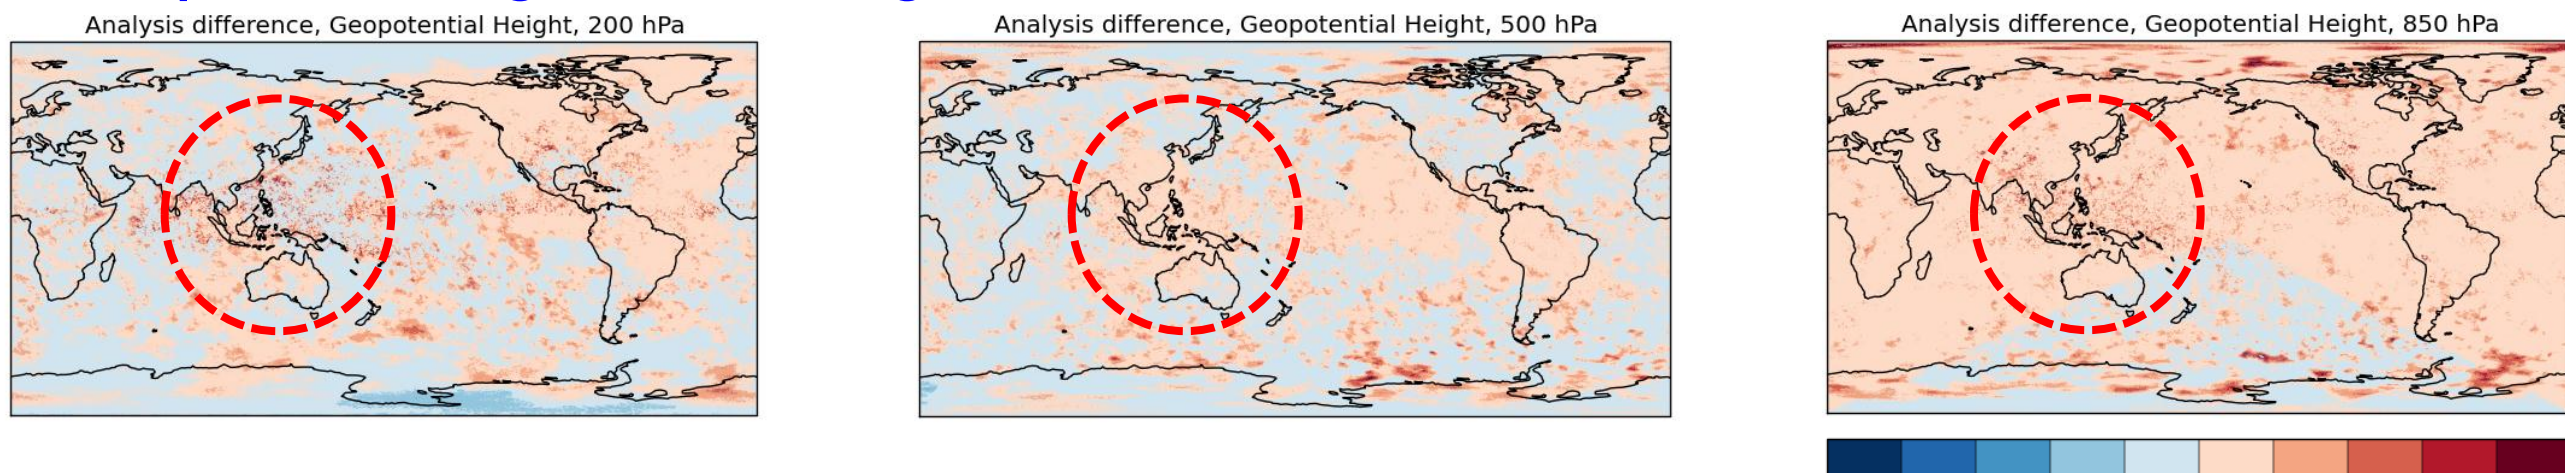 Analysis difference, Geopotential Height, 200 hPa
Analysis difference, Geopotential Height, 500 hPa
Analysis difference, Geopotential Height, 850 hPa